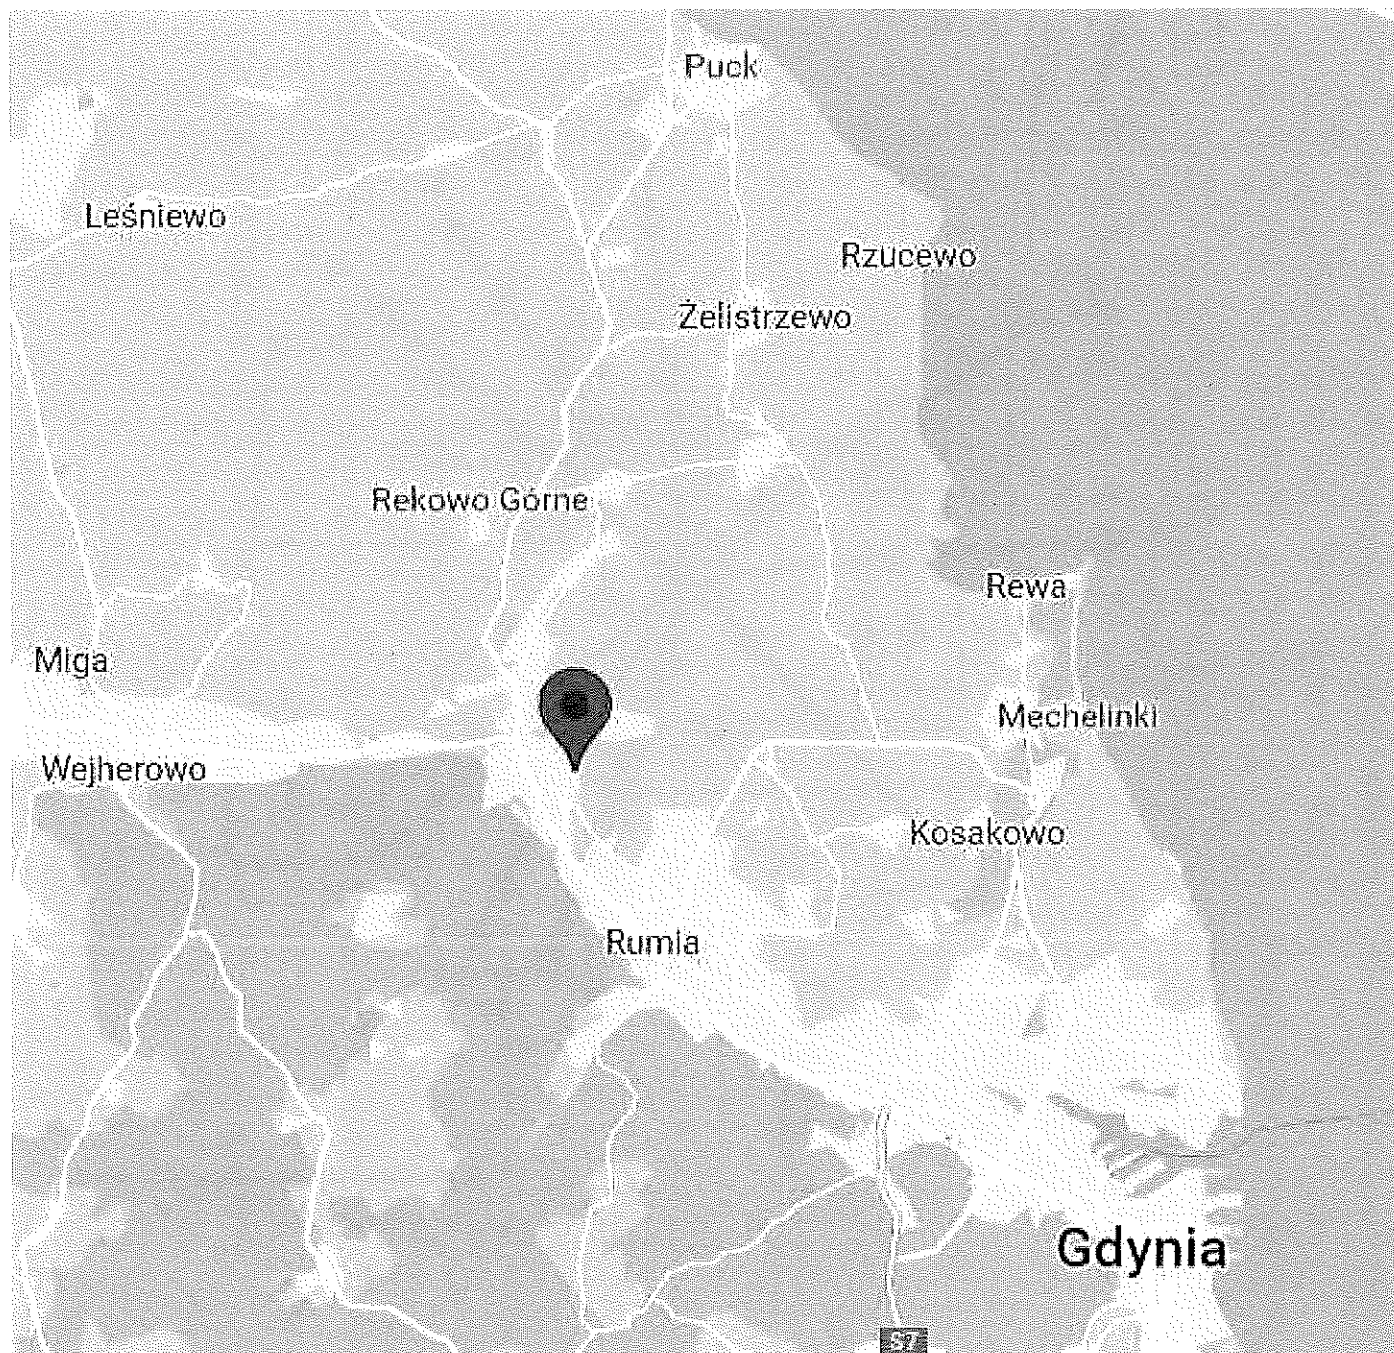 Puck
Leśniewo
Rzucewo
Żelistrzewo
Rekowo Górne
Rewa
Miga
Mechelinki
Wejherowo
Kosakowo
Rumia
Gdynia
S7